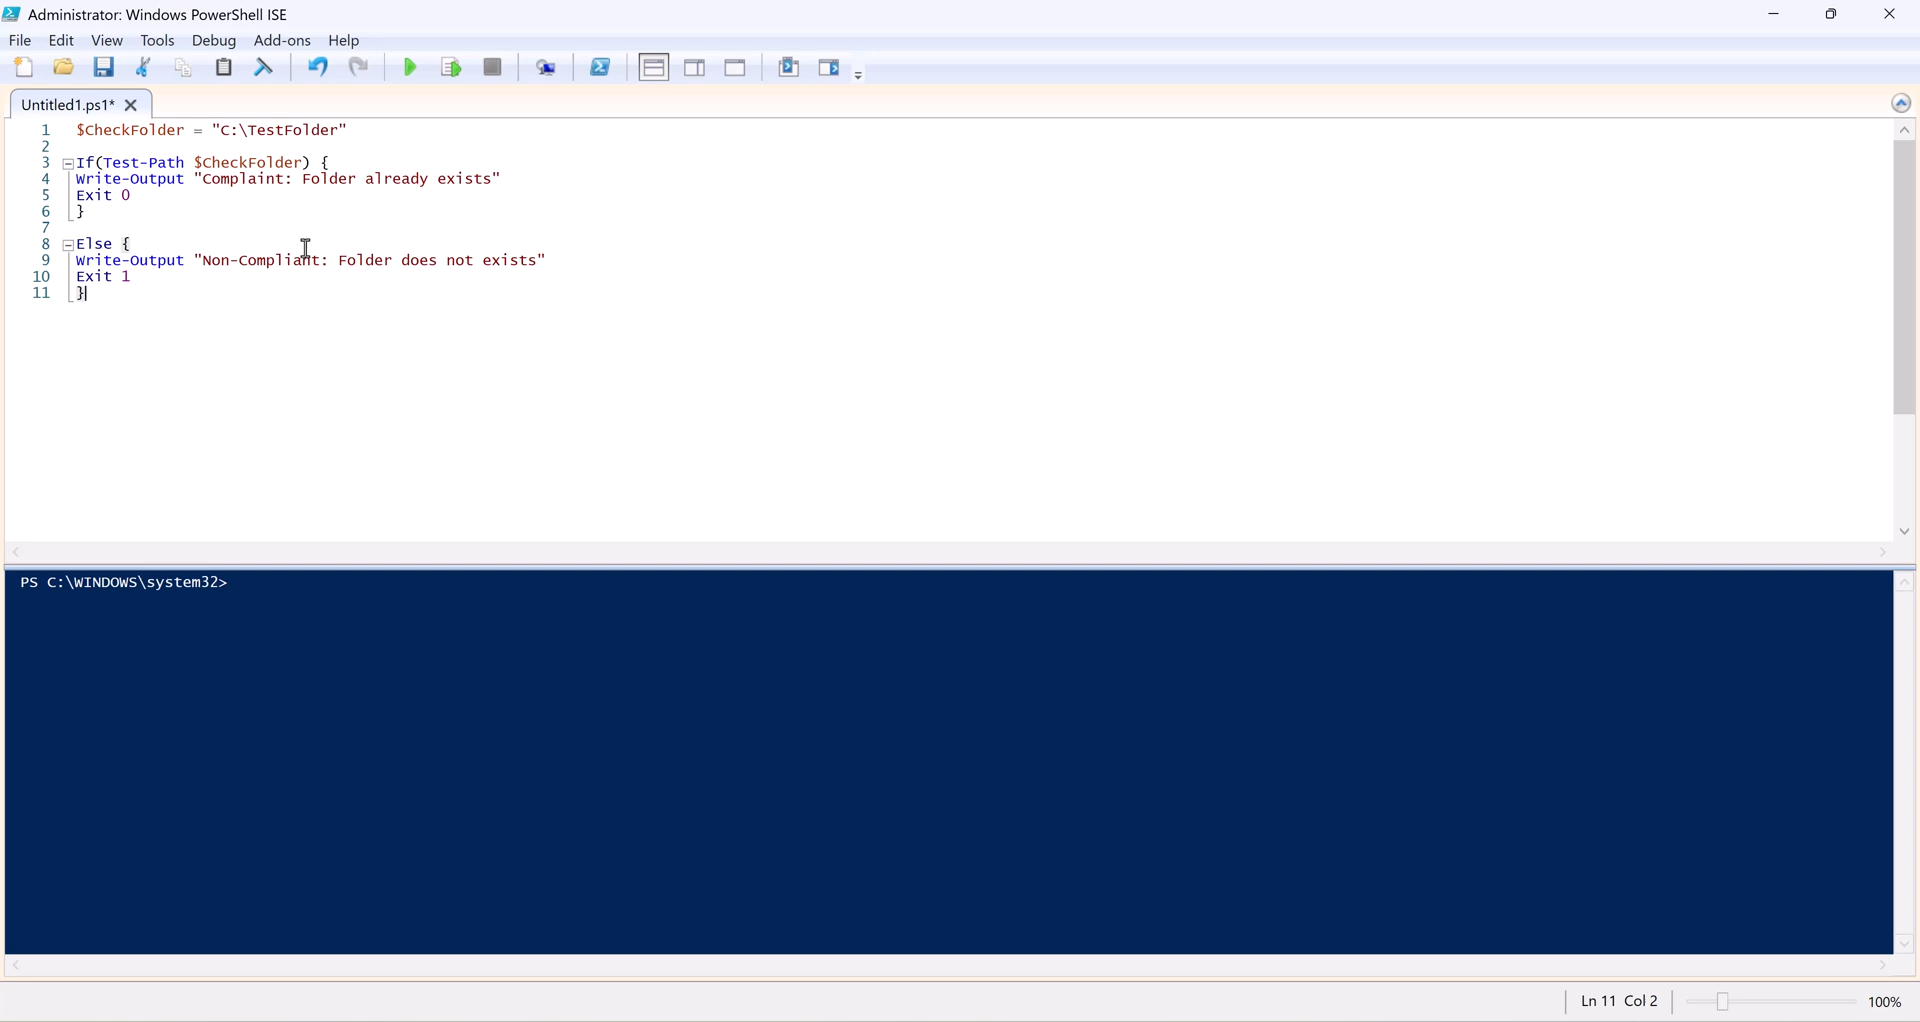 Administrator: Windows PowerShell ISE
File Edit View Tools Debug Add-ons Help
Untitled1.ps1*
1 $CheckFolder = "C:\TestFolder"
2
3 If(Test-Path $CheckFolder) {
4 Write-Output "Complaint: Folder already exists"
5 Exit 0
6 }
7
8 Else {
9 Write-Output "Non-Compliant: Folder does not exists"
10 Exit 1
11 }
PS C:\WINDOWS\system32>
Ln 11 Col 2 100%